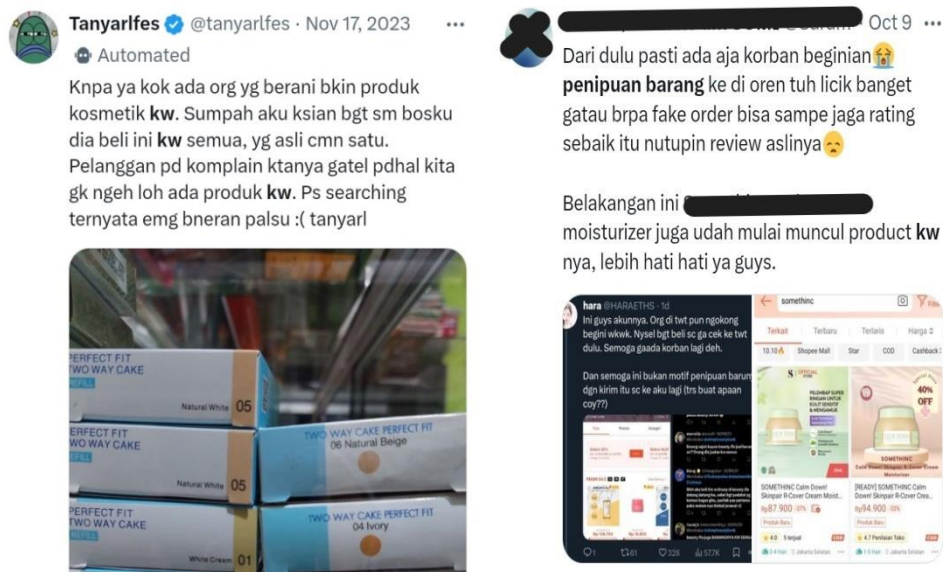 Tanyarlfes @tanyarlfes · Nov 17, 2023
Automated
Knpa ya kok ada org yg berani bkin produk
kosmetik kw. Sumpah aku ksian bgt sm bosku
dia beli ini kw semua, yg asli cmn satu.
Pelanggan pd komplain ktanya gatel pdhal kita
gk ngeh loh ada produk kw. Ps searching
ternyata emg bneran palsu :( tanyarl
PERFECT FIT
TWO WAY CAKE
REFILL
Natural White 05
PERFECT FIT
TWO WAY CAKE
REFILL
Natural White 05
PERFECT FIT
TWO WAY CAKE
White Cream 01
TWO WAY CAKE PERFECT FIT
06 Natural Beige
TWO WAY CAKE PERFECT FIT
04 Ivory
Oct 9
Dari dulu pasti ada aja korban beginian
penipuan barang ke di oren tuh licik banget
gatau brpa fake order bisa sampe jaga rating
sebaik itu nutupin review aslinya
Belakangan ini
moisturizer juga udah mulai muncul product kw
nya, lebih hati hati ya guys.
hara @HARAETHS · 1d
Ini guys akunnya. Org di twt pun ngokong
begini wkwk. Nysel bgt beli sc ga cek ke twt
dulu. Semoga gaada korban lagi deh.
Dan semoga ini bukan motif penipuan barun
dgn kirim itu sc ke aku lagi (trs buat apaan
coy??)
1 61 328 57.7K
somethinc
Terkait Terbaru Terlaris Harga
10.10 Shopee Mall Star COD Cashback
SOMETHINC Calm Down!
Skinpair R-Cover Cream Moist...
Rp87.900
Produk Baru
4.0 5 terjual
Jakarta Selatan
40%
OFF
SOMETHINC
[READY] SOMETHINC Calm
Down! Skinpair R-Cover Crea...
Rp94.900
Produk Baru
4.7 Penilaian Toko
Jakarta Selatan